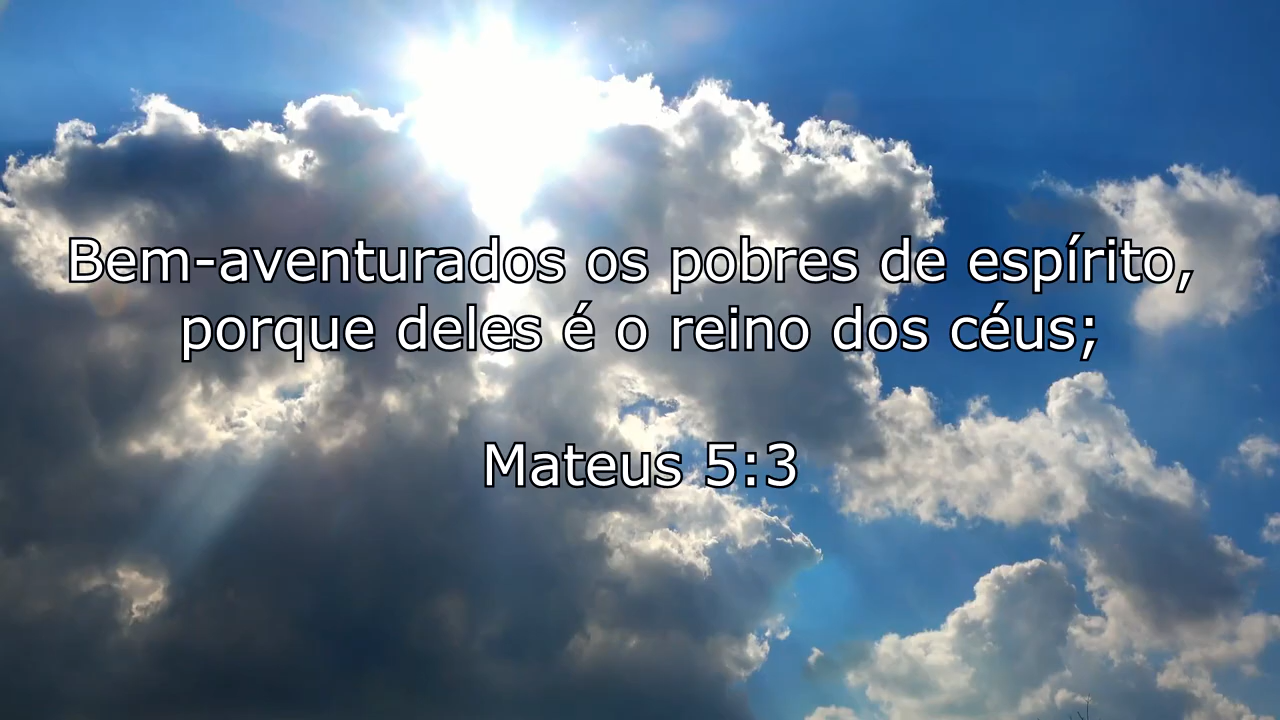 Bem-aventurados os pobres de espírito,
porque deles é o reino dos céus;
Mateus 5:3